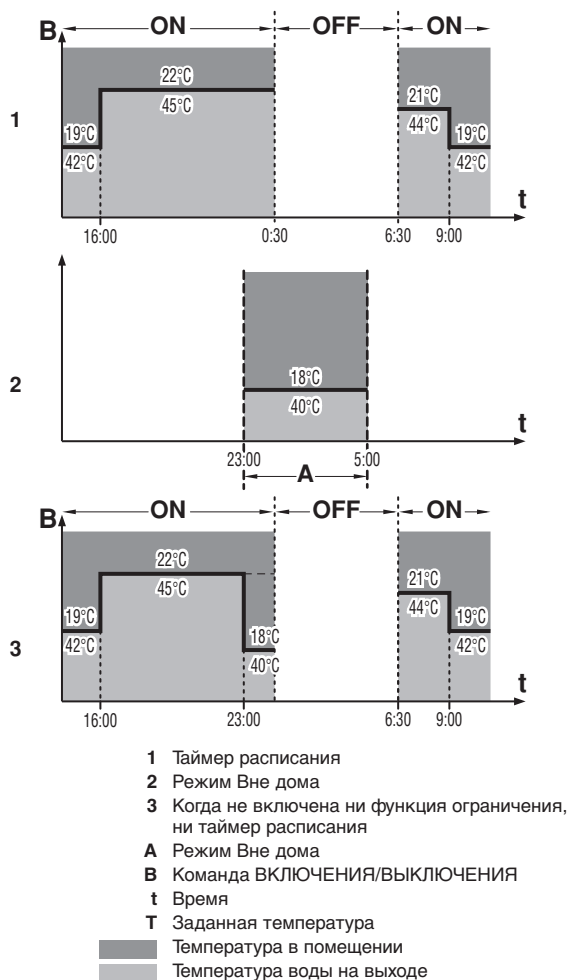 B ON OFF ON
22°C
45°C
21°C
44°C
1
19°C
42°C
19°C
42°C
t
16:00 0:30 6:30 9:00
2
18°C
40°C
t
23:00 5:00
A
B ON OFF ON
22°C
45°C
21°C
44°C
19°C
42°C
18°C
40°C
19°C
42°C
3
t
16:00 23:00 6:30 9:00
1 Таймер расписания
2 Режим Вне дома
3 Когда не включена ни функция ограничения,
ни таймер расписания
A Режим Вне дома
B Команда ВКЛЮЧЕНИЯ/ВЫКЛЮЧЕНИЯ
t Время
T Заданная температура
Температура в помещении
Температура воды на выходе